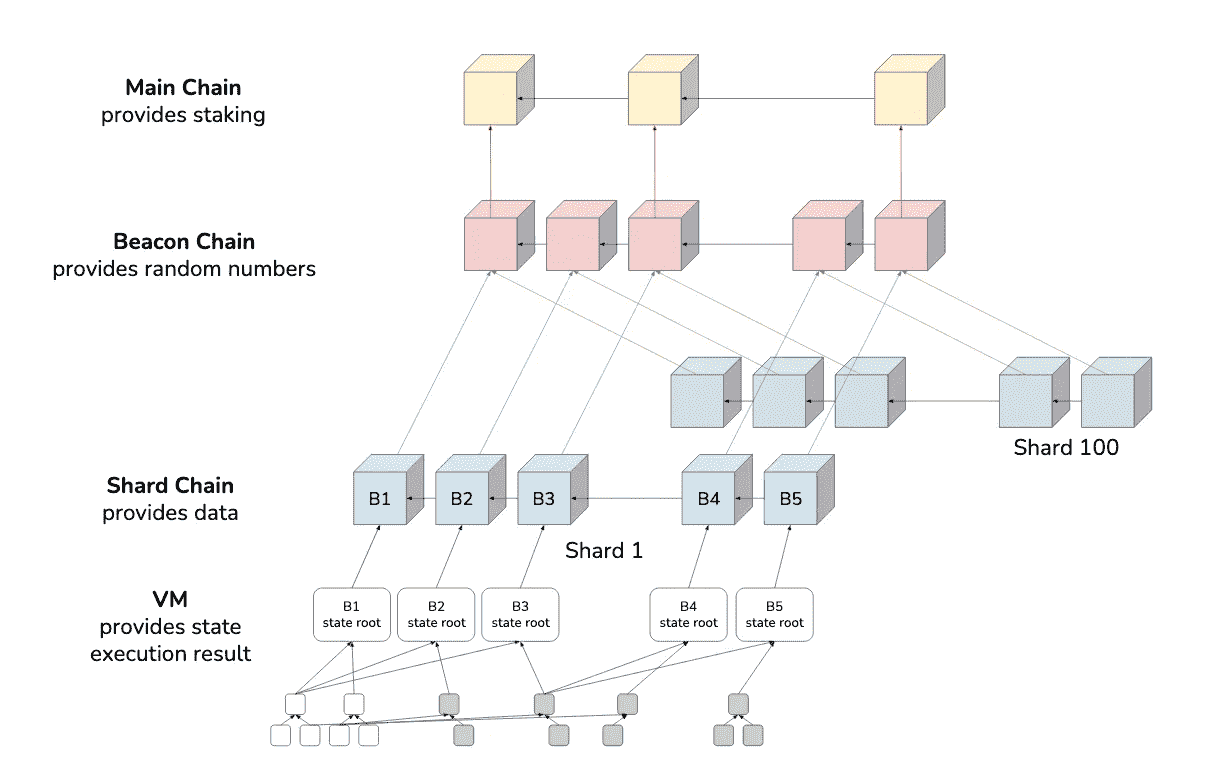 Main Chain
provides staking
Beacon Chain
provides random numbers
Shard 100
Shard Chain
provides data
B1
B2
B3
B4
B5
Shard 1
VM
provides state
execution result
B1
state root
B2
state root
B3
state root
B4
state root
B5
state root